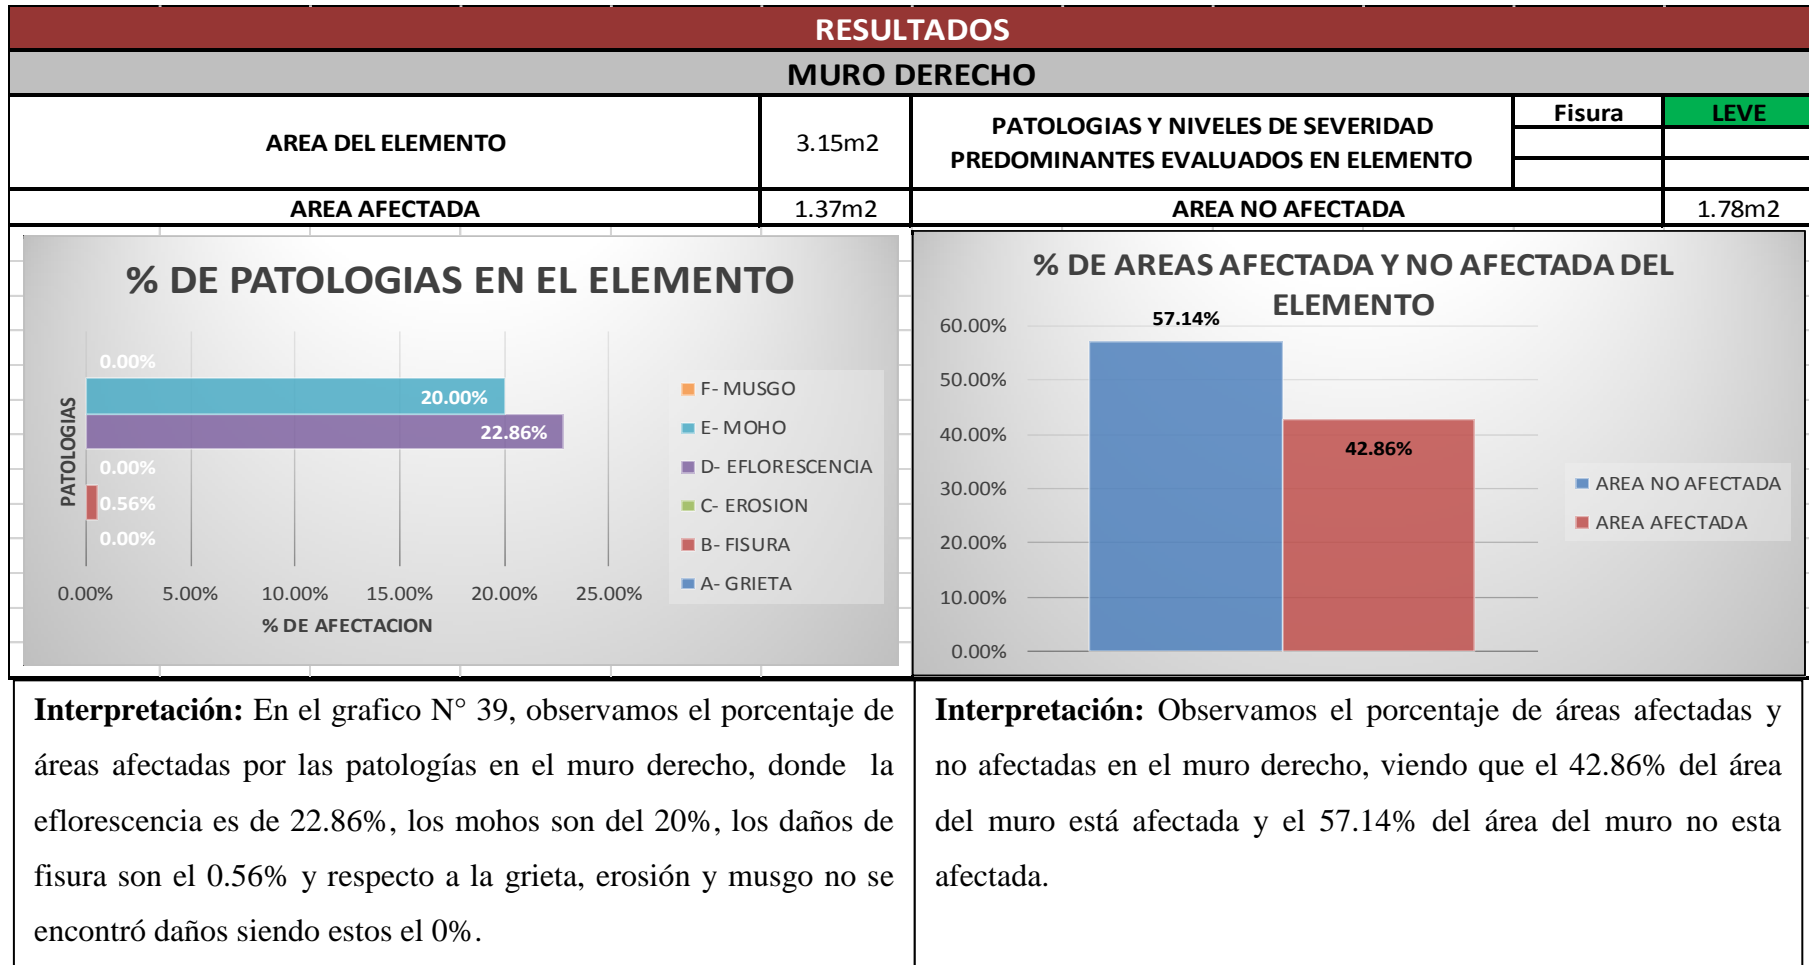 RESULTADOS
MURO DERECHO
AREA DEL ELEMENTO
3.15m2
PATOLOGIAS Y NIVELES DE SEVERIDAD
PREDOMINANTES EVALUADOS EN ELEMENTO
Fisura
LEVE
AREA AFECTADA
1.37m2
AREA NO AFECTADA
1.78m2
% DE PATOLOGIAS EN EL ELEMENTO
PATOLOGIAS
0.00%
20.00%
22.86%
0.00%
0.56%
0.00%
0.00% 5.00% 10.00% 15.00% 20.00% 25.00%
% DE AFECTACION
F- MUSGO
E- MOHO
D- EFLORESCENCIA
C- EROSION
B- FISURA
A- GRIETA
% DE AREAS AFECTADA Y NO AFECTADA DEL
ELEMENTO
60.00%
50.00%
40.00%
30.00%
20.00%
10.00%
0.00%
57.14%
42.86%
AREA NO AFECTADA
AREA AFECTADA
Interpretación: En el grafico N° 39, observamos el porcentaje de
áreas afectadas por las patologías en el muro derecho, donde la
eflorescencia es de 22.86%, los mohos son del 20%, los daños de
fisura son el 0.56% y respecto a la grieta, erosión y musgo no se
encontró daños siendo estos el 0%.
Interpretación: Observamos el porcentaje de áreas afectadas y
no afectadas en el muro derecho, viendo que el 42.86% del área
del muro está afectada y el 57.14% del área del muro no esta
afectada.